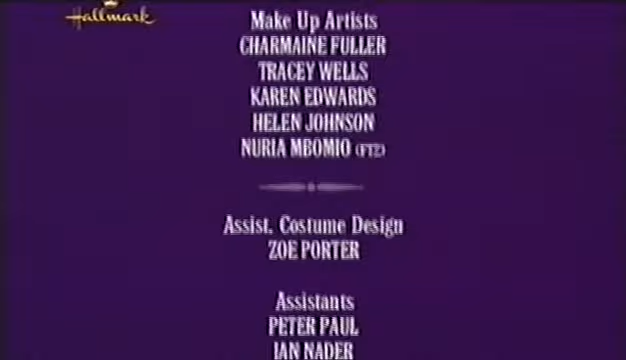 Hallmark
Make Up Artists
CHARMAINE FULLER
TRACEY WELLS
KAREN EDWARDS
HELEN JOHNSON
NURIA MBOMIO (FT2)
Assist. Costume Design
ZOE PORTER
Assistants
PETER PAUL
IAN NADER